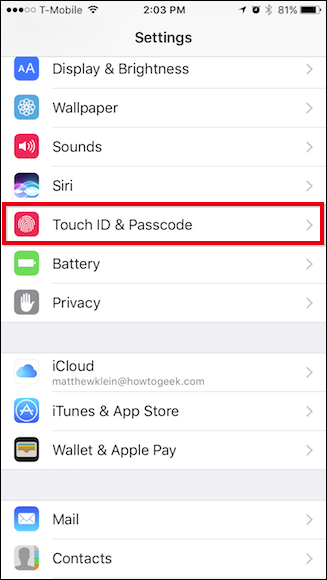 T-Mobile 2:03 PM 81%
Settings
AA Display & Brightness
Wallpaper
Sounds
Siri
Touch ID & Passcode
Battery
Privacy
iCloud
matthewklein@howtogeek.com
iTunes & App Store
Wallet & Apple Pay
Mail
Contacts